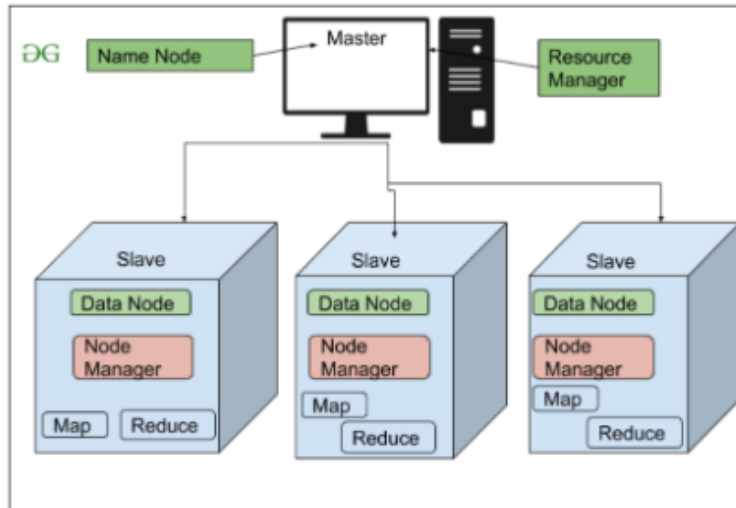 Name Node
Master
Resource
Manager
Slave
Data Node
Node
Manager
Map
Reduce
Slave
Data Node
Node
Manager
Map
Reduce
Slave
Data Node
Node
Manager
Map
Reduce